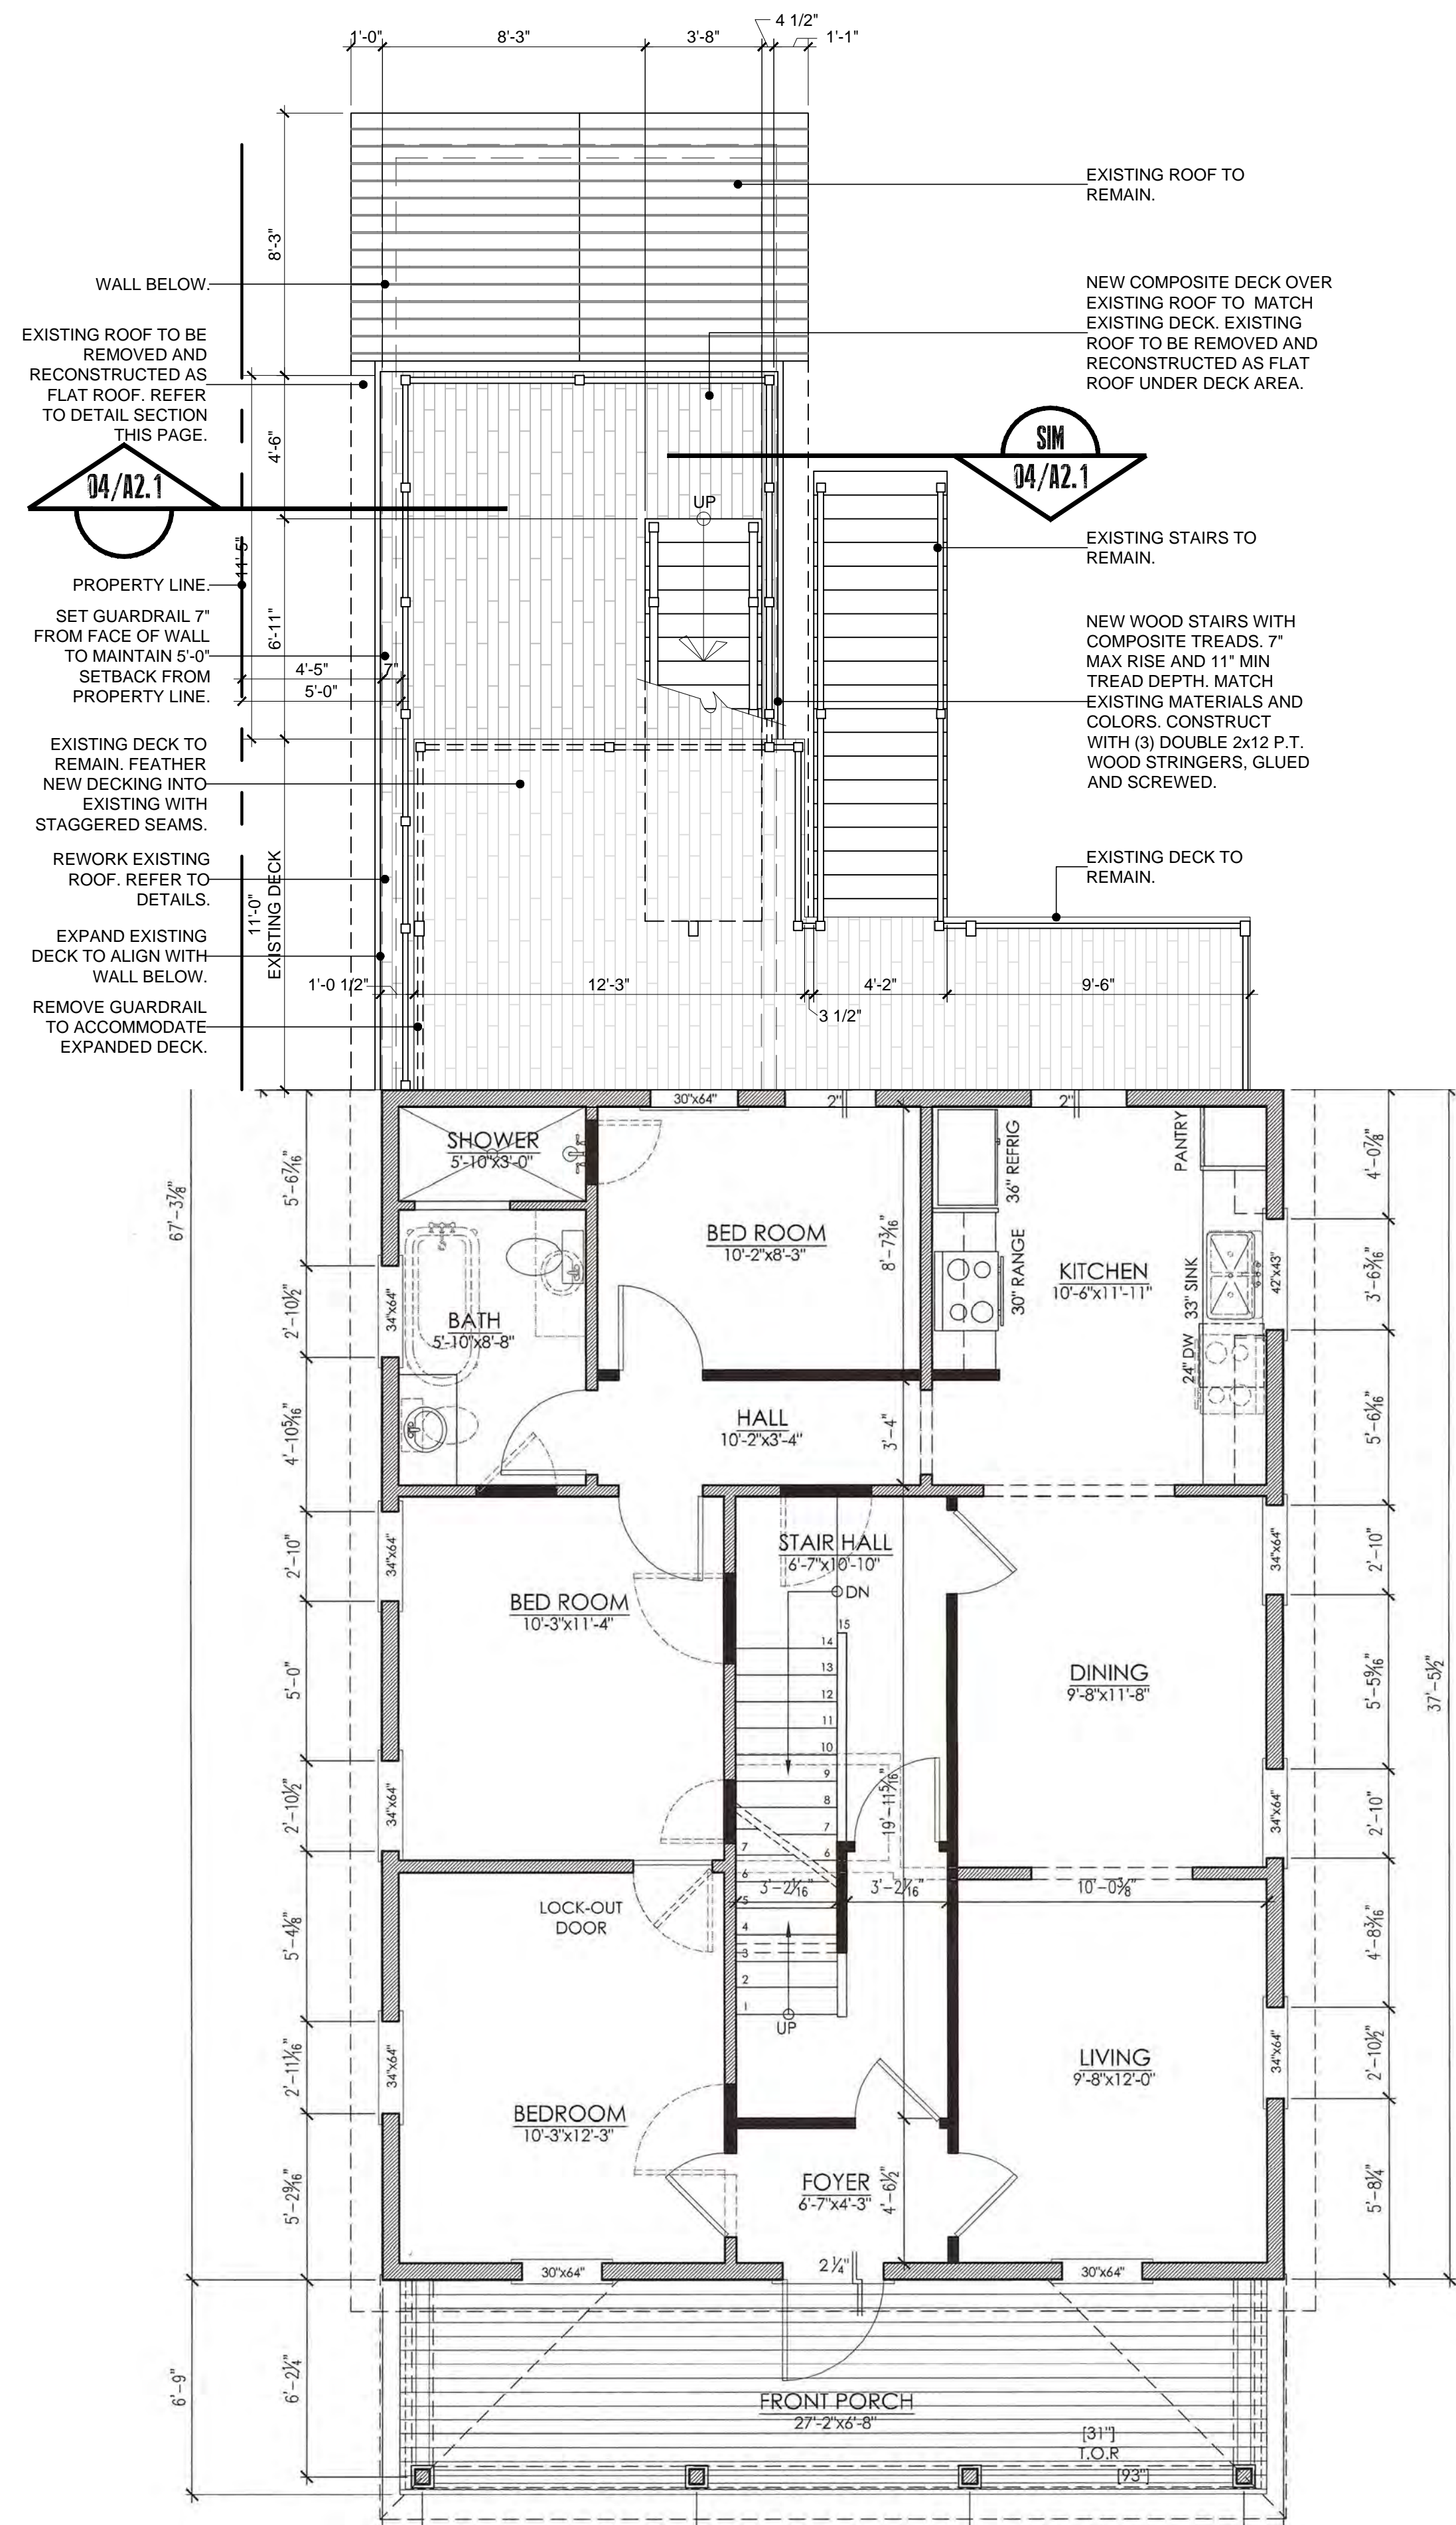 4 1/2"
1'-0"
8'-3"
3'-8"
1'-1"
EXISTING ROOF TO
REMAIN.
8'-3"
WALL BELOW.
NEW COMPOSITE DECK OVER
EXISTING ROOF TO MATCH
EXISTING DECK. EXISTING
ROOF TO BE REMOVED AND
RECONSTRUCTED AS FLAT
ROOF UNDER DECK AREA.
EXISTING ROOF TO BE
REMOVED AND
RECONSTRUCTED AS
FLAT ROOF. REFER
TO DETAIL SECTION
THIS PAGE.
4'-6"
SIM
04/A2.1
04/A2.1
UP
EXISTING STAIRS TO
REMAIN.
11'-5"
PROPERTY LINE.
SET GUARDRAIL 7"
FROM FACE OF WALL
TO MAINTAIN 5'-0"
SETBACK FROM
PROPERTY LINE.
6'-11"
4'-5"
7"
5'-0"
NEW WOOD STAIRS WITH
COMPOSITE TREADS. 7"
MAX RISE AND 11" MIN
TREAD DEPTH. MATCH
EXISTING MATERIALS AND
COLORS. CONSTRUCT
WITH (3) DOUBLE 2x12 P.T.
WOOD STRINGERS, GLUED
AND SCREWED.
EXISTING DECK TO
REMAIN. FEATHER
NEW DECKING INTO
EXISTING WITH
STAGGERED SEAMS.
REWORK EXISTING
ROOF. REFER TO
DETAILS.
11'-0"
EXISTING DECK
EXISTING DECK TO
REMAIN.
EXPAND EXISTING
DECK TO ALIGN WITH
WALL BELOW.
1'-0 1/2"
12'-3"
4'-2"
9'-6"
3 1/2"
REMOVE GUARDRAIL
TO ACCOMMODATE
EXPANDED DECK.
30"x64"
2"
2"
SHOWER
5'-10"x3'-0"
36" REFRIG
PANTRY
4'-0⅞"
67'-3⅞"
5'-6⁷⁄₁₆"
BED ROOM
10'-2"x8'-3"
8'-7³⁄₁₆"
30" RANGE
KITCHEN
10'-6"x11'-11"
33" SINK
42"x43"
3'-6³⁄₁₆"
2'-10½"
34"x64"
BATH
5'-10"x8'-8"
24" DW
4'-10⁵⁄₁₆"
HALL
10'-2"x3'-4"
3'-4"
5'-6¹⁄₁₆"
2'-10"
34"x64"
STAIR HALL
6'-7"x10'-10"
DN
34"x64"
2'-10"
BED ROOM
10'-3"x11'-4"
15
14
13
12
11
10
9
8
7
7
6
6
5
4
3
2
1
UP
5'-0"
DINING
9'-8"x11'-8"
5'-5⁹⁄₁₆"
37'-5½"
2'-10½"
34"x64"
19'-11⁵⁄₁₆"
34"x64"
2'-10"
3'-2¹⁄₁₆"
3'-2¹⁄₁₆"
10'-0⅜"
LOCK-OUT
DOOR
5'-4⅛"
4'-8³⁄₁₆"
2'-11¹⁄₁₆"
34"x64"
LIVING
9'-8"x12'-0"
34"x64"
2'-10½"
BEDROOM
10'-3"x12'-3"
5'-2⁹⁄₁₆"
FOYER
6'-7"x4'-3"
4'-6½"
5'-8¼"
30"x64"
2¼"
30"x64"
6'-9"
6'-2¼"
FRONT PORCH
27'-2"x6'-8"
[31"]
T.O.R
[93"]